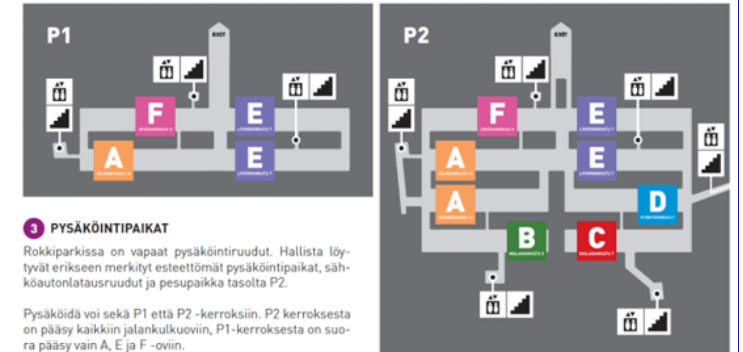 P1
EXIT
F
E
A
E
P2
EXIT
F
E
A
E
A
D
B
C
3 PYSÄKÖINTIPAIKAT
Rokkiparkissa on vapaat pysäköintiruudut. Hallista löy-
tyvät erikseen merkityt esteettömät pysäköintipaikat, säh-
köautonlatausruudut ja pesupaikka tasolta P2.
Pysäköidä voi sekä P1 että P2 -kerroksiin. P2 kerroksesta
on pääsy kaikkiin jalankulkuoviin, P1-kerroksesta on suo-
ra pääsy vain A, E ja F -oviin.